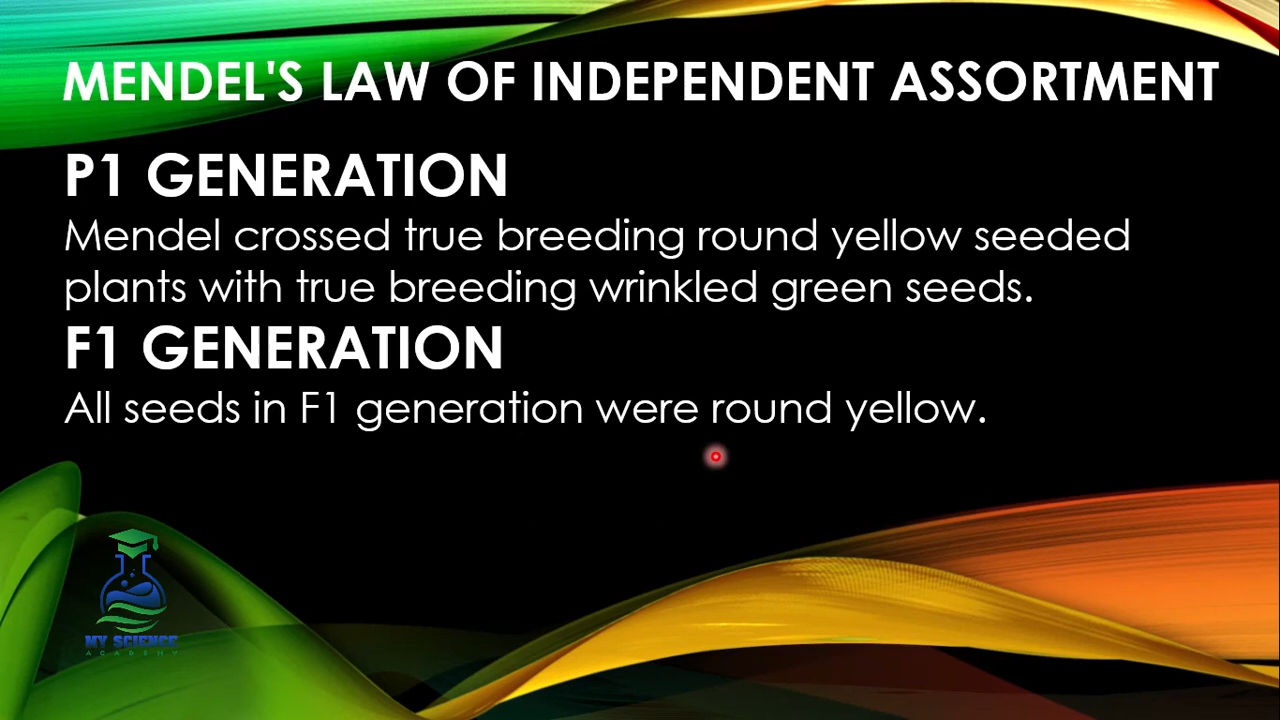 MENDEL'S LAW OF INDEPENDENT ASSORTMENT
P1 GENERATION
Mendel crossed true breeding round yellow seeded
plants with true breeding wrinkled green seeds.
F1 GENERATION
All seeds in F1 generation were round yellow.
MY SCIENCE
ACADEMY